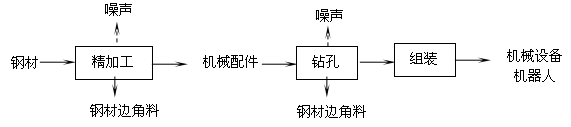 噪声
噪声
钢材
精加工
机械配件
钻孔
组装
机械设备
机器人
钢材边角料
钢材边角料